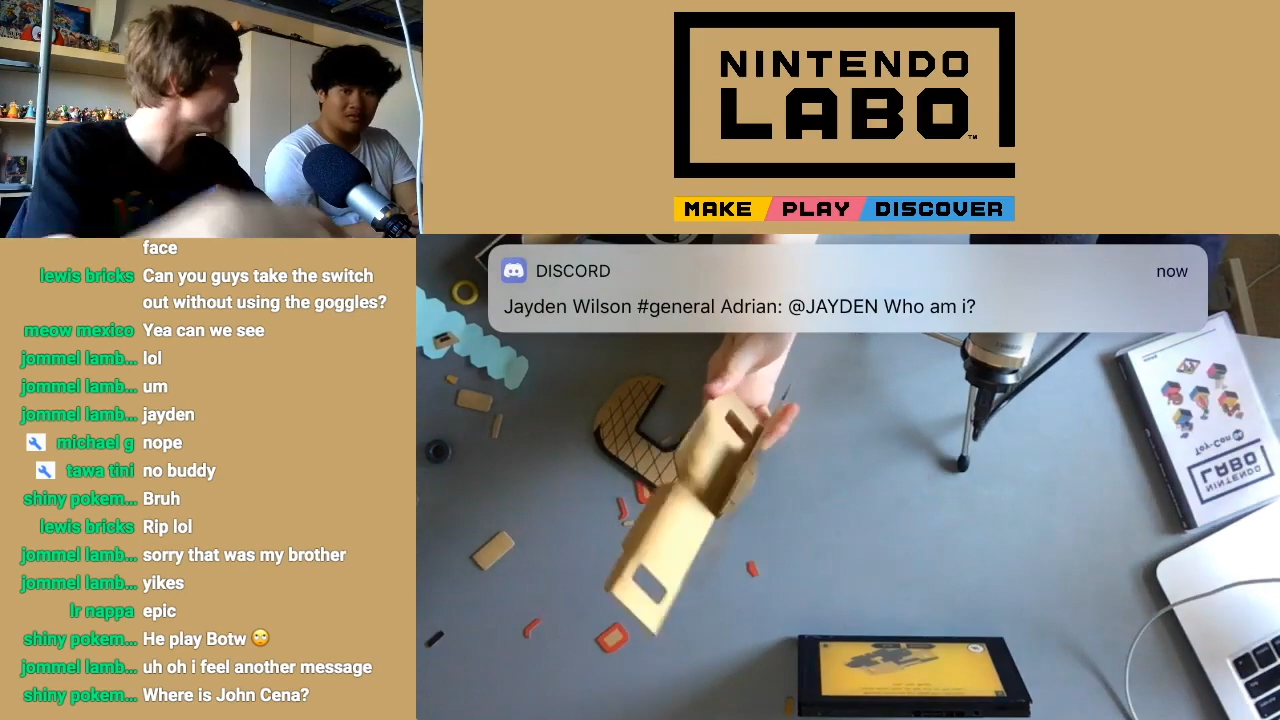 NINTENDO
LABO
TM
MAKE PLAY DISCOVER
DISCORD
now
Jayden Wilson #general Adrian: @JAYDEN Who am i?
face
lewis bricks Can you guys take the switch
out without using the goggles?
meow mexico Yea can we see
jommel lamb... lol
jommel lamb... um
jommel lamb... jayden
michael g nope
tawa tini no buddy
shiny pokem... Bruh
lewis bricks Rip lol
jommel lamb... sorry that was my brother
jommel lamb... yikes
lr nappa epic
shiny pokem... He play Botw 🙄
jommel lamb... uh oh i feel another message
shiny pokem... Where is John Cena?
Toy-Con
NINTENDO
LABO